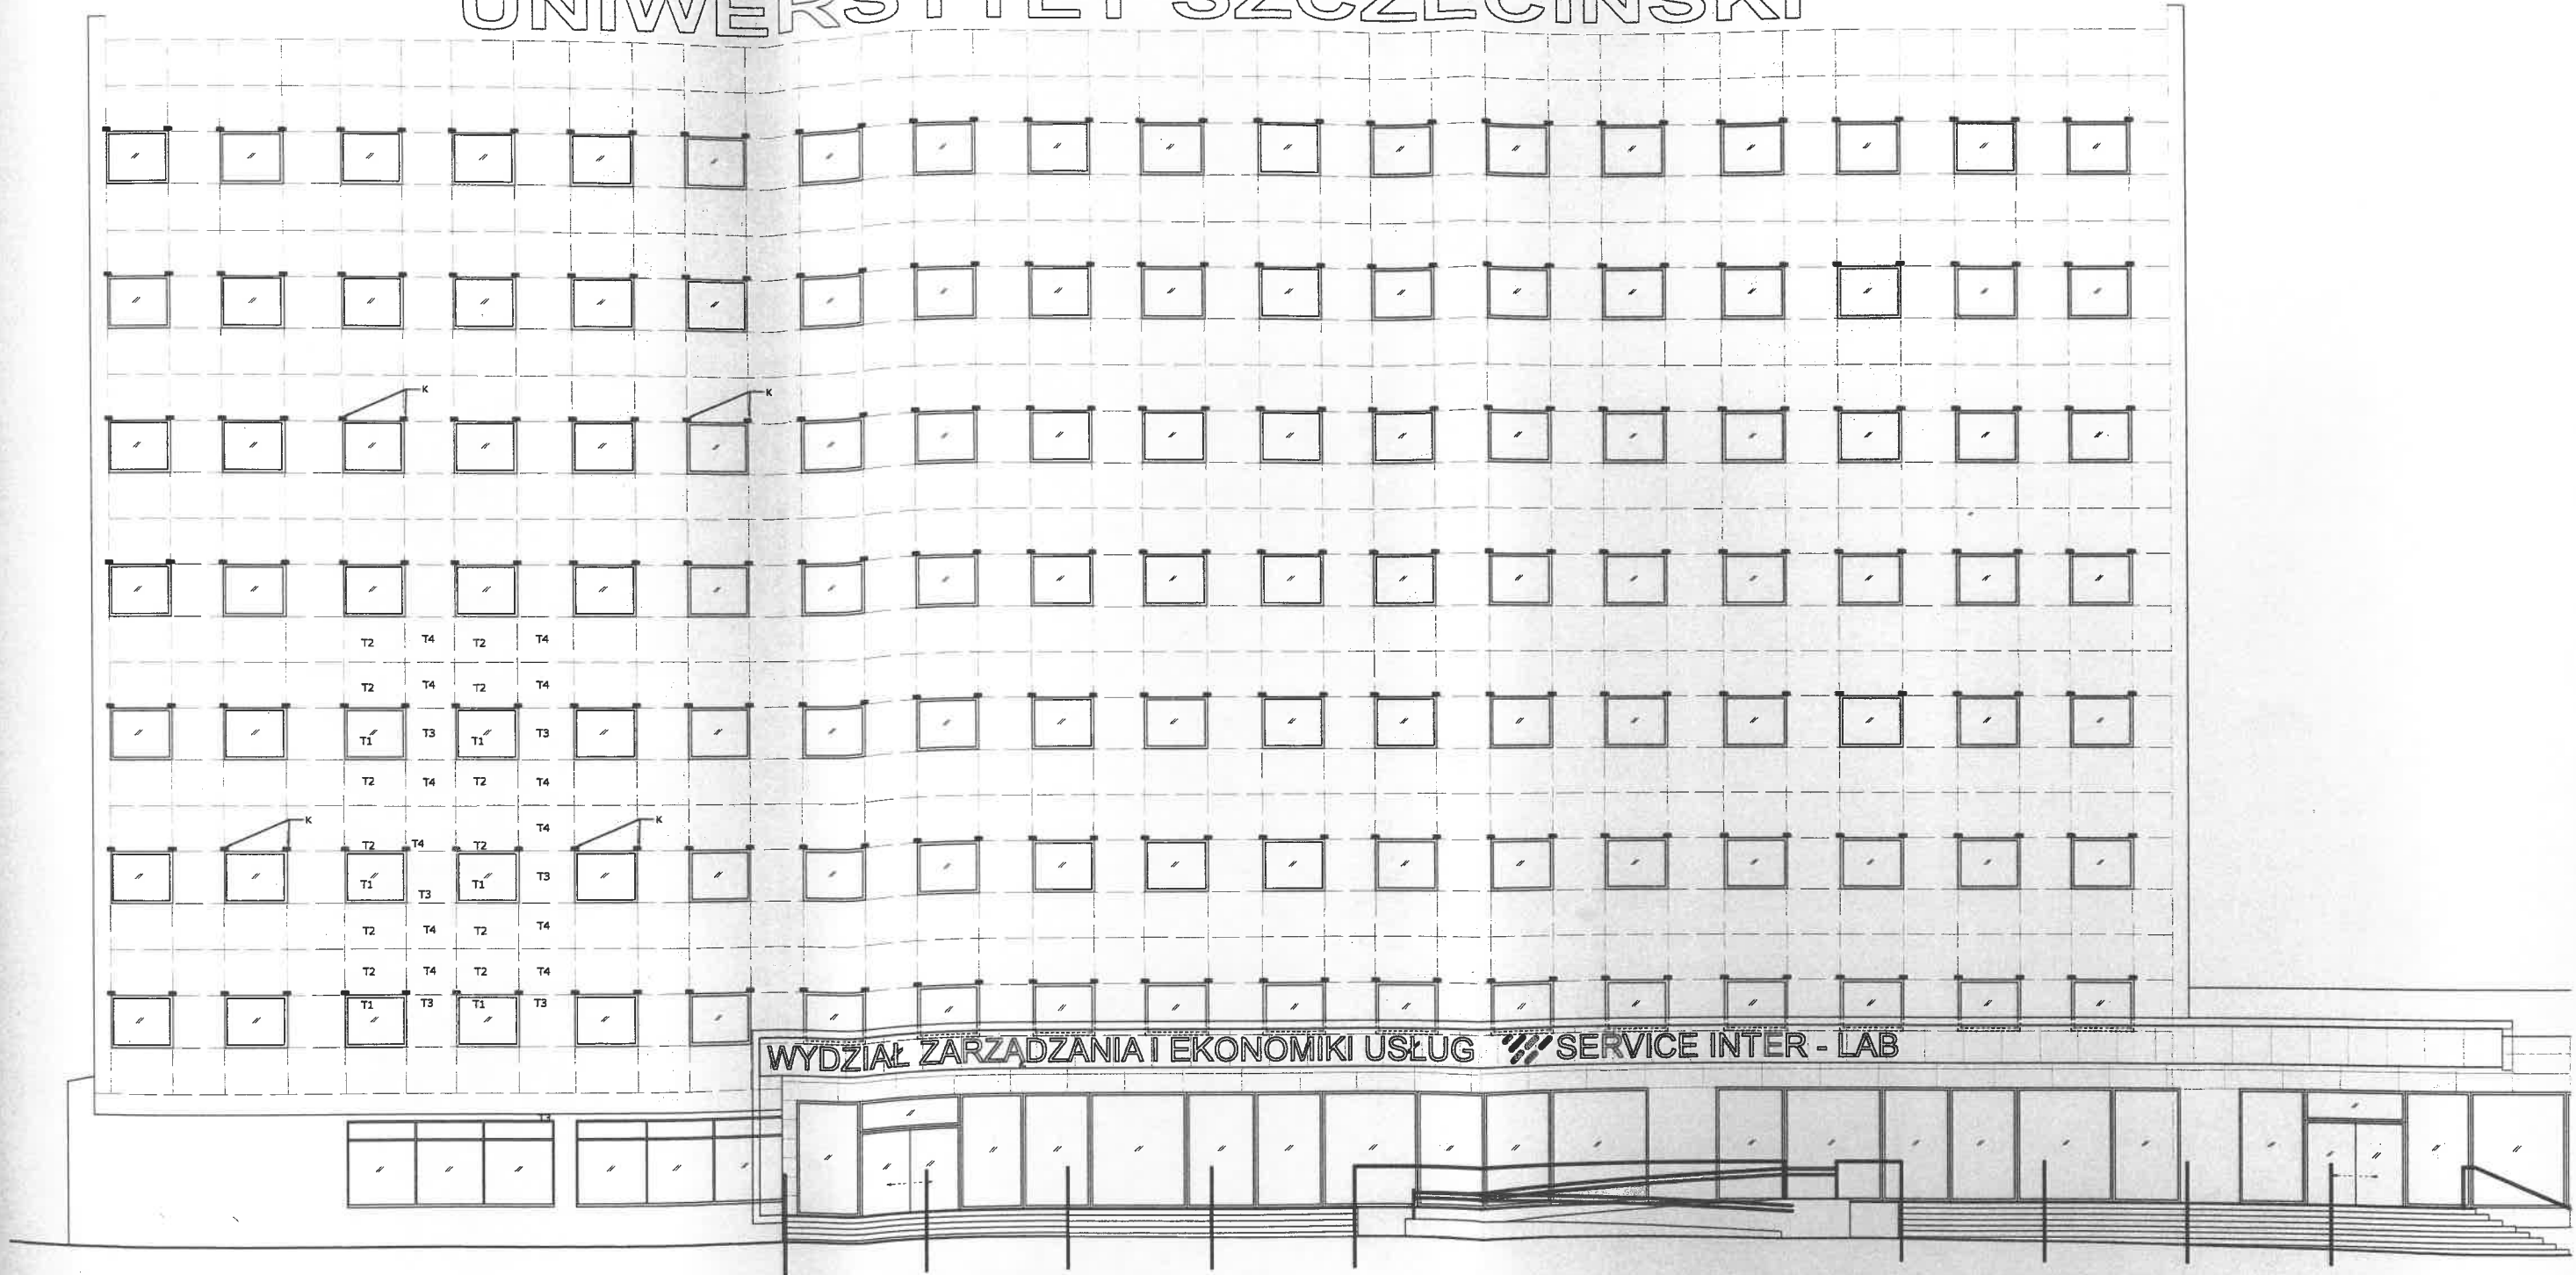 UNIWERSYTET SZCZECIŃSKI
K K
T2 T4 T2 T4
T2 T4 T2 T4
T1 T3 T1 T3
T2 T4 T2 T4
K K
T4
T2 T4 T2
T1 T3 T1 T3
T2 T4 T2 T4
T2 T4 T2 T4
T1 T3 T1 T3
WYDZIAŁ ZARZĄDZANIA I EKONOMIKI USŁUG SERVICE INTER - LAB